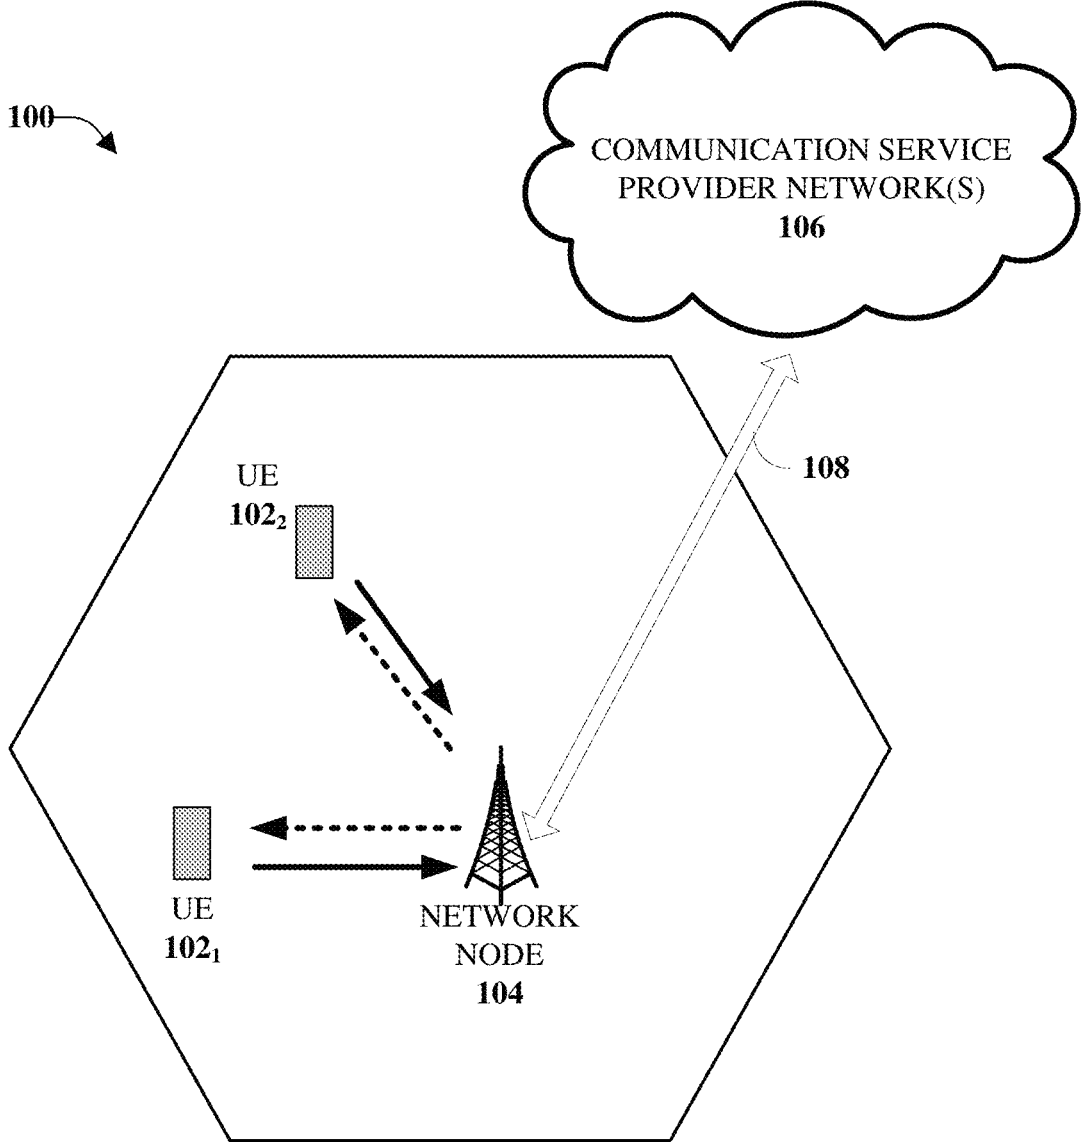 100
COMMUNICATION SERVICE
PROVIDER NETWORK(S)
106
108
UE
102₂
UE
102₁
NETWORK
NODE
104